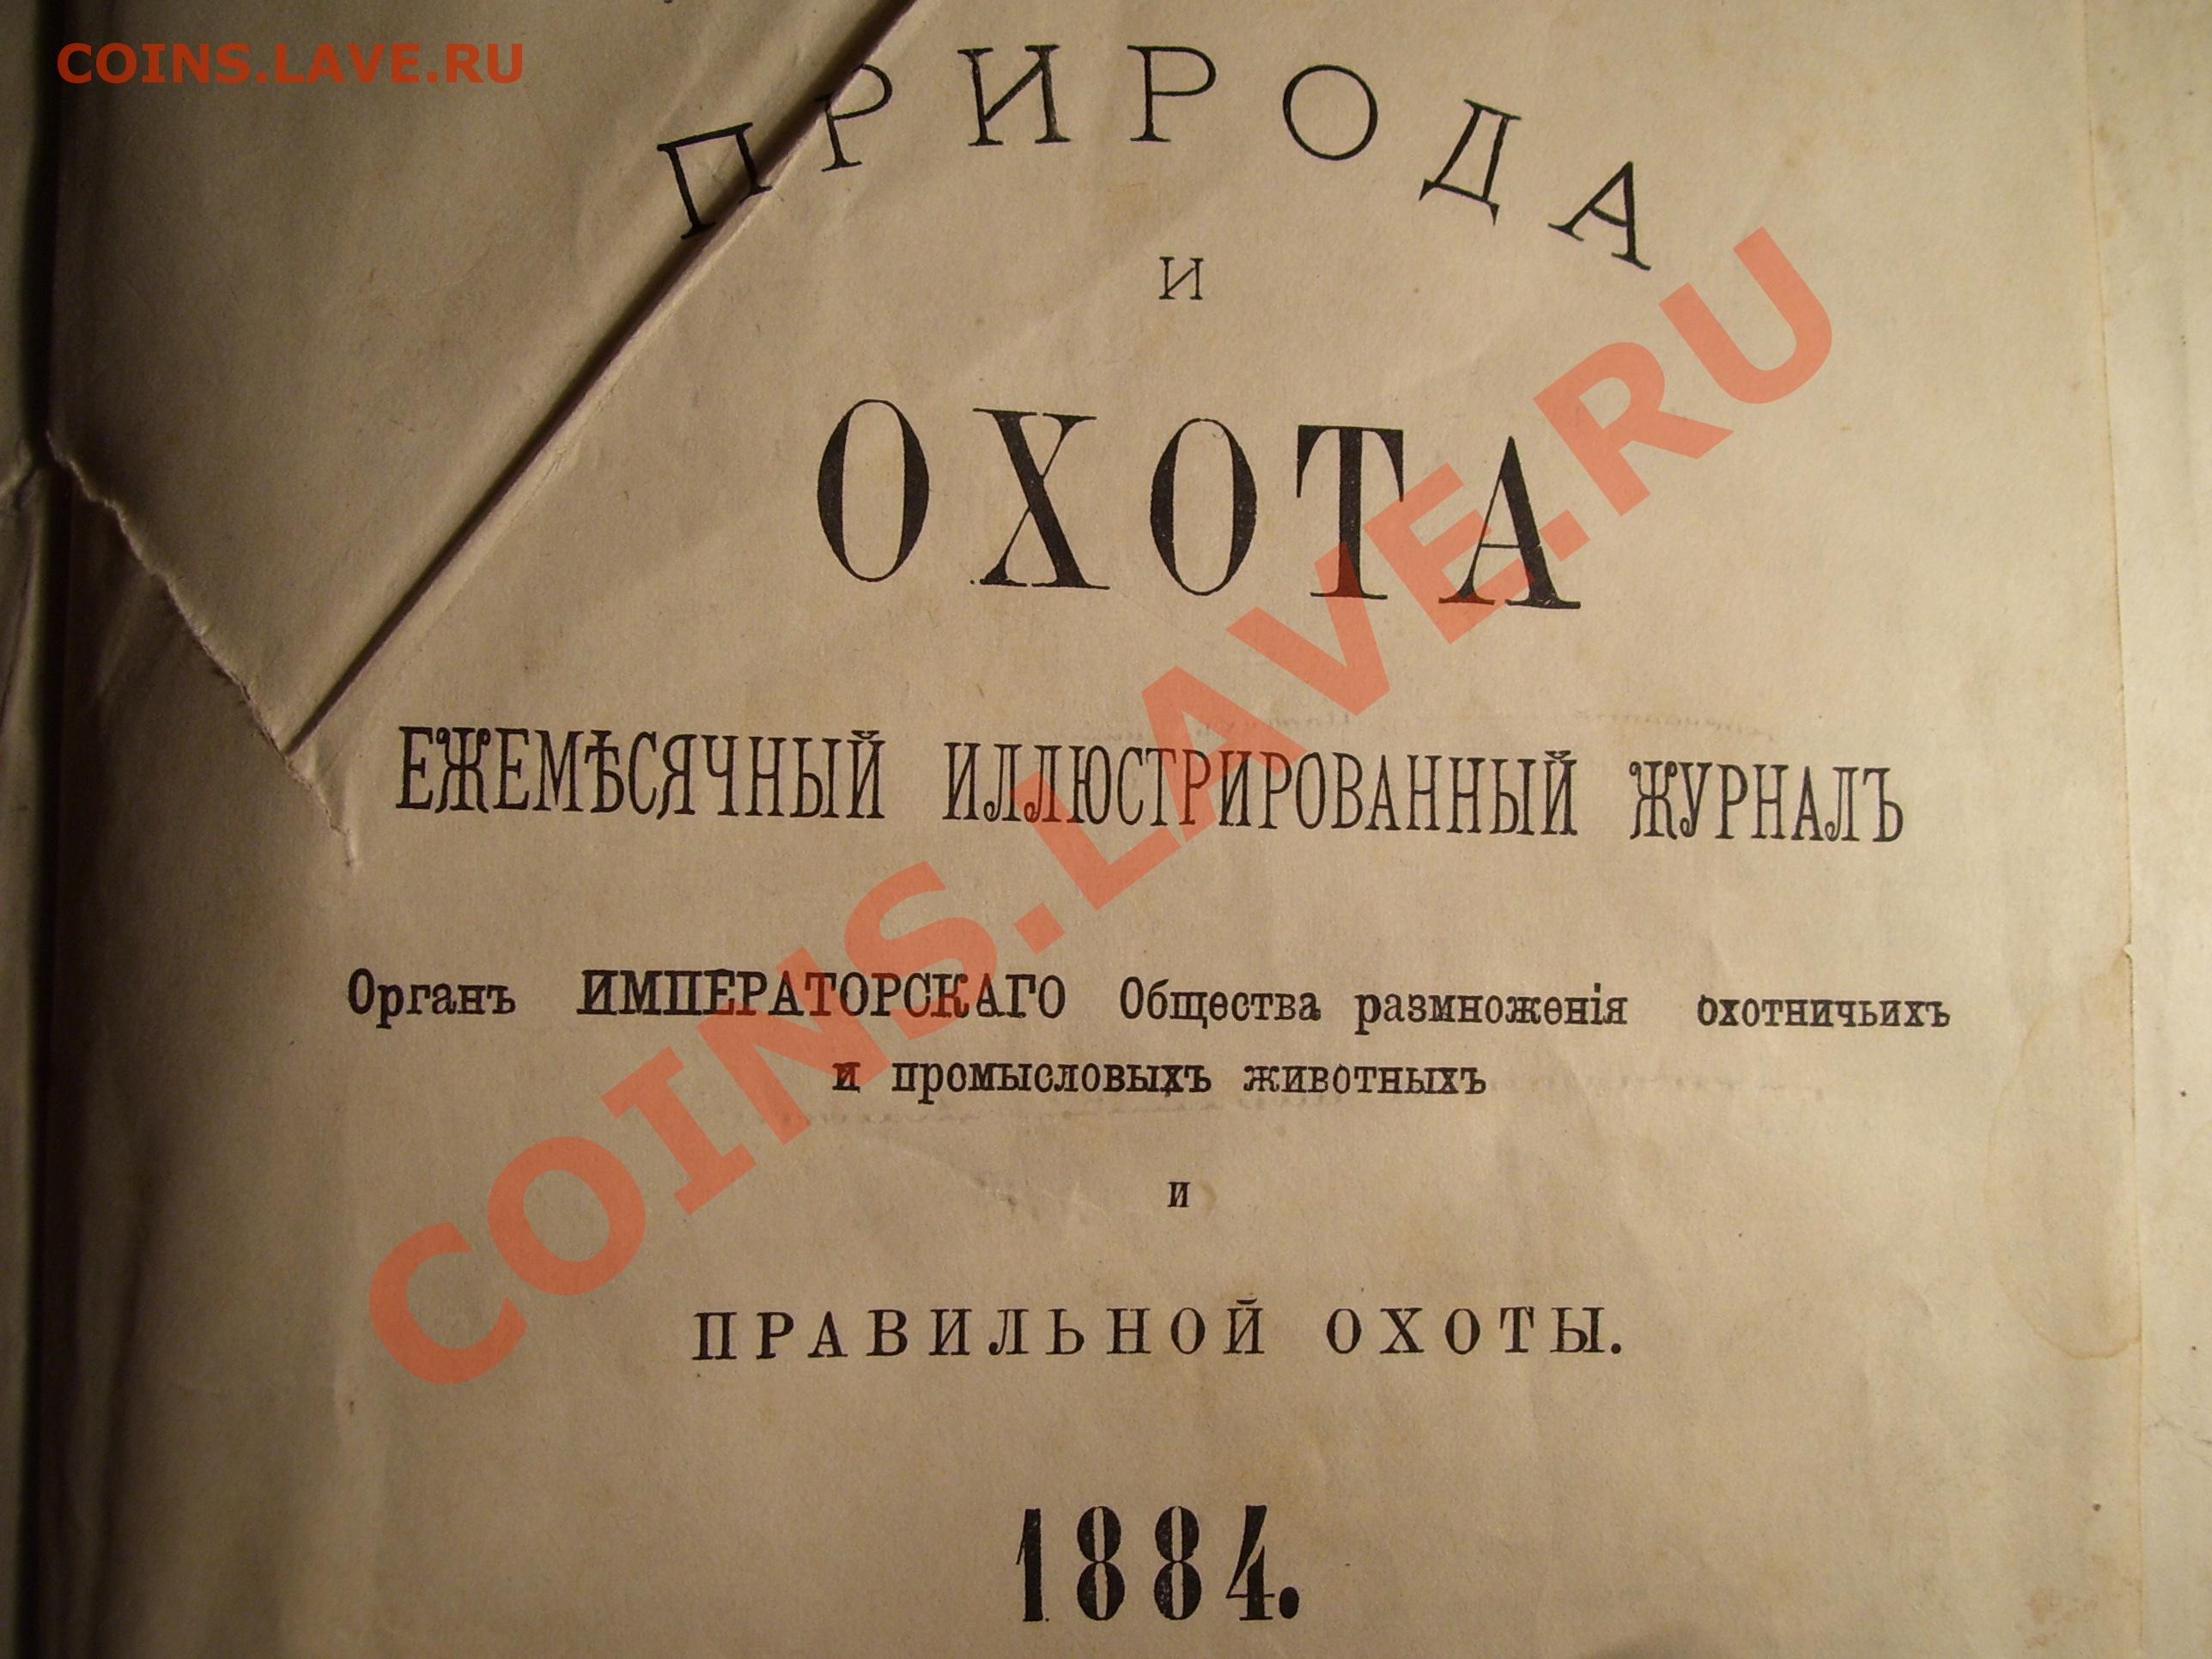 COINS.LAVE.RU
ПРИРОДА
И
ОХОТА
ЕЖЕМѢСЯЧНЫЙ ИЛЛЮСТРИРОВАННЫЙ ЖУРНАЛЪ
Органъ ИМПЕРАТОРСКАГО Общества размноженія охотничьихъ
и промысловыхъ животныхъ
и
ПРАВИЛЬНОЙ ОХОТЫ.
1884.
COINS.LAVE.RU